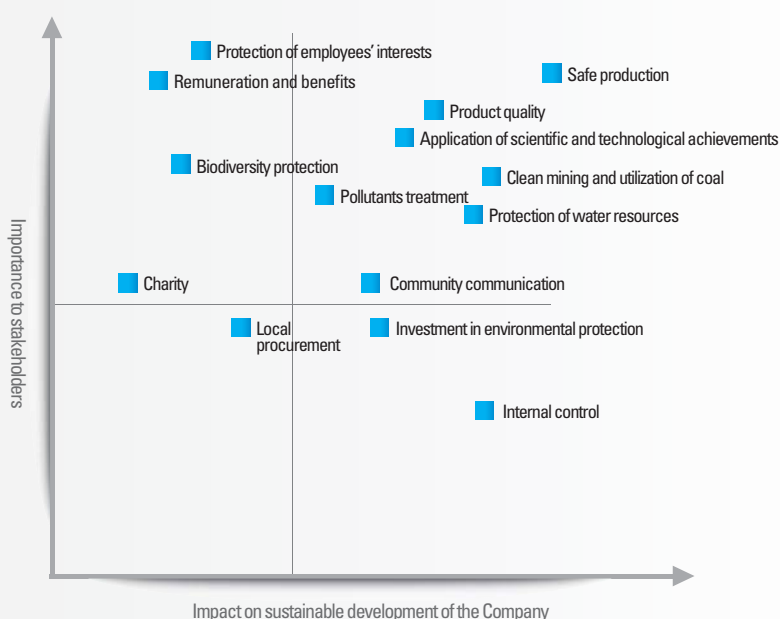 Protection of employees' interests
Safe production
Remuneration and benefits
Product quality
Application of scientific and technological achievements
Biodiversity protection
Clean mining and utilization of coal
Pollutants treatment
Protection of water resources
Importance to stakeholders
Charity
Community communication
Local
procurement
Investment in environmental protection
Internal control
Impact on sustainable development of the Company